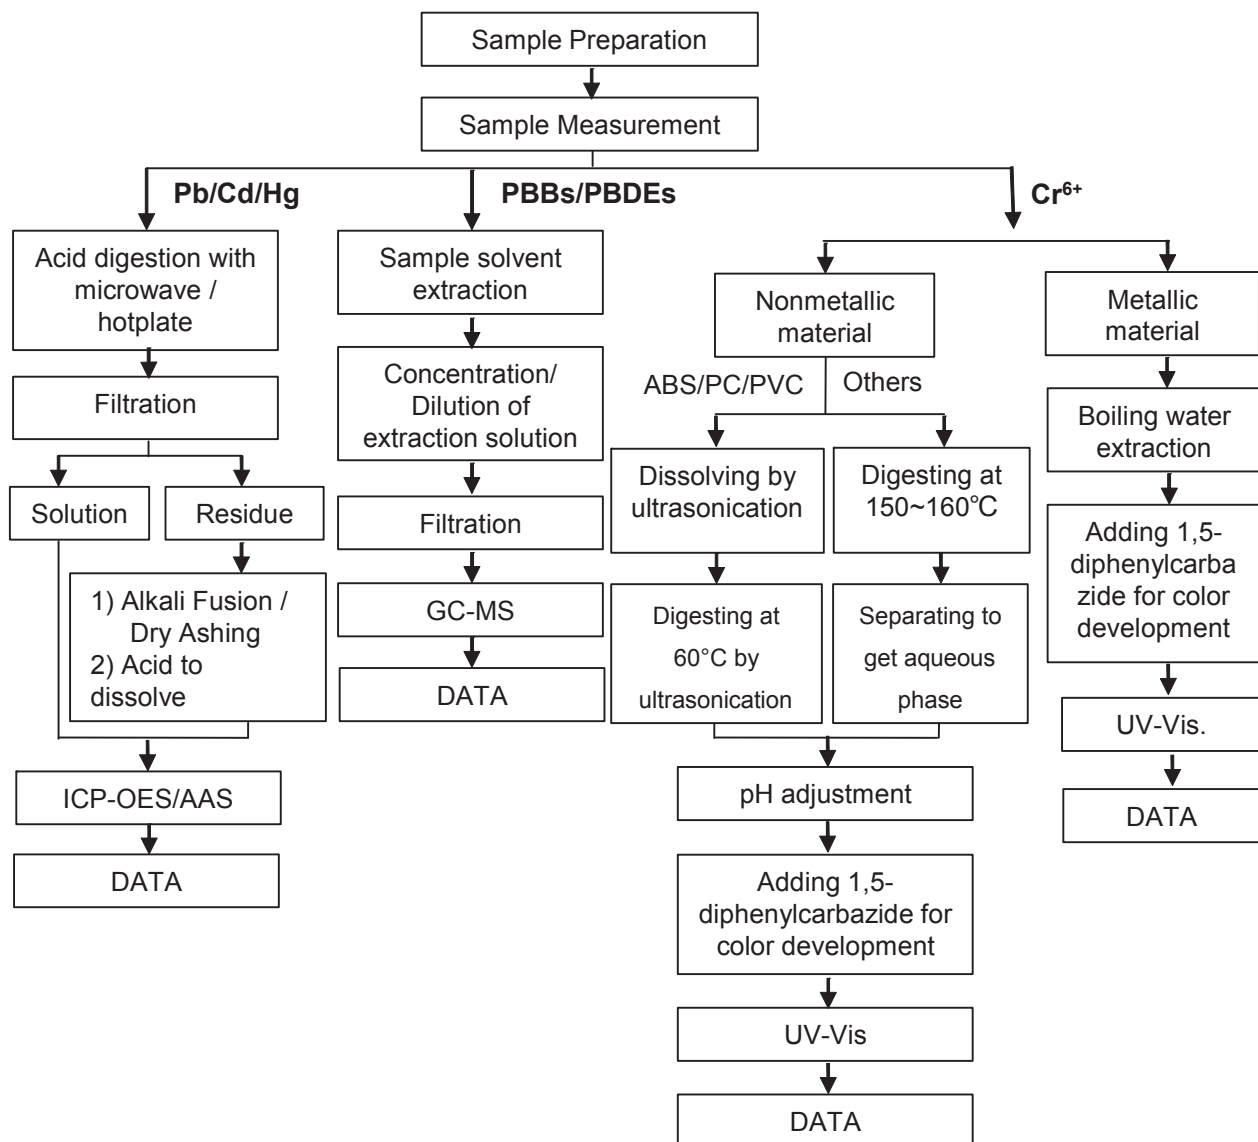 Sample Preparation
Sample Measurement
Pb/Cd/Hg
PBBs/PBDEs
Cr⁶⁺
Acid digestion with
microwave /
hotplate
Filtration
Solution
Residue
1) Alkali Fusion /
Dry Ashing
2) Acid to
dissolve
ICP-OES/AAS
DATA
Sample solvent
extraction
Concentration/
Dilution of
extraction solution
Filtration
GC-MS
DATA
Nonmetallic
material
ABS/PC/PVC
Others
Dissolving by
ultrasonication
Digesting at
60°C by
ultrasonication
Digesting at
150~160℃
Separating to
get aqueous
phase
pH adjustment
Adding 1,5-
diphenylcarbazide for
color development
UV-Vis
DATA
Metallic
material
Boiling water
extraction
Adding 1,5-
diphenylcarba
zide for color
development
UV-Vis.
DATA